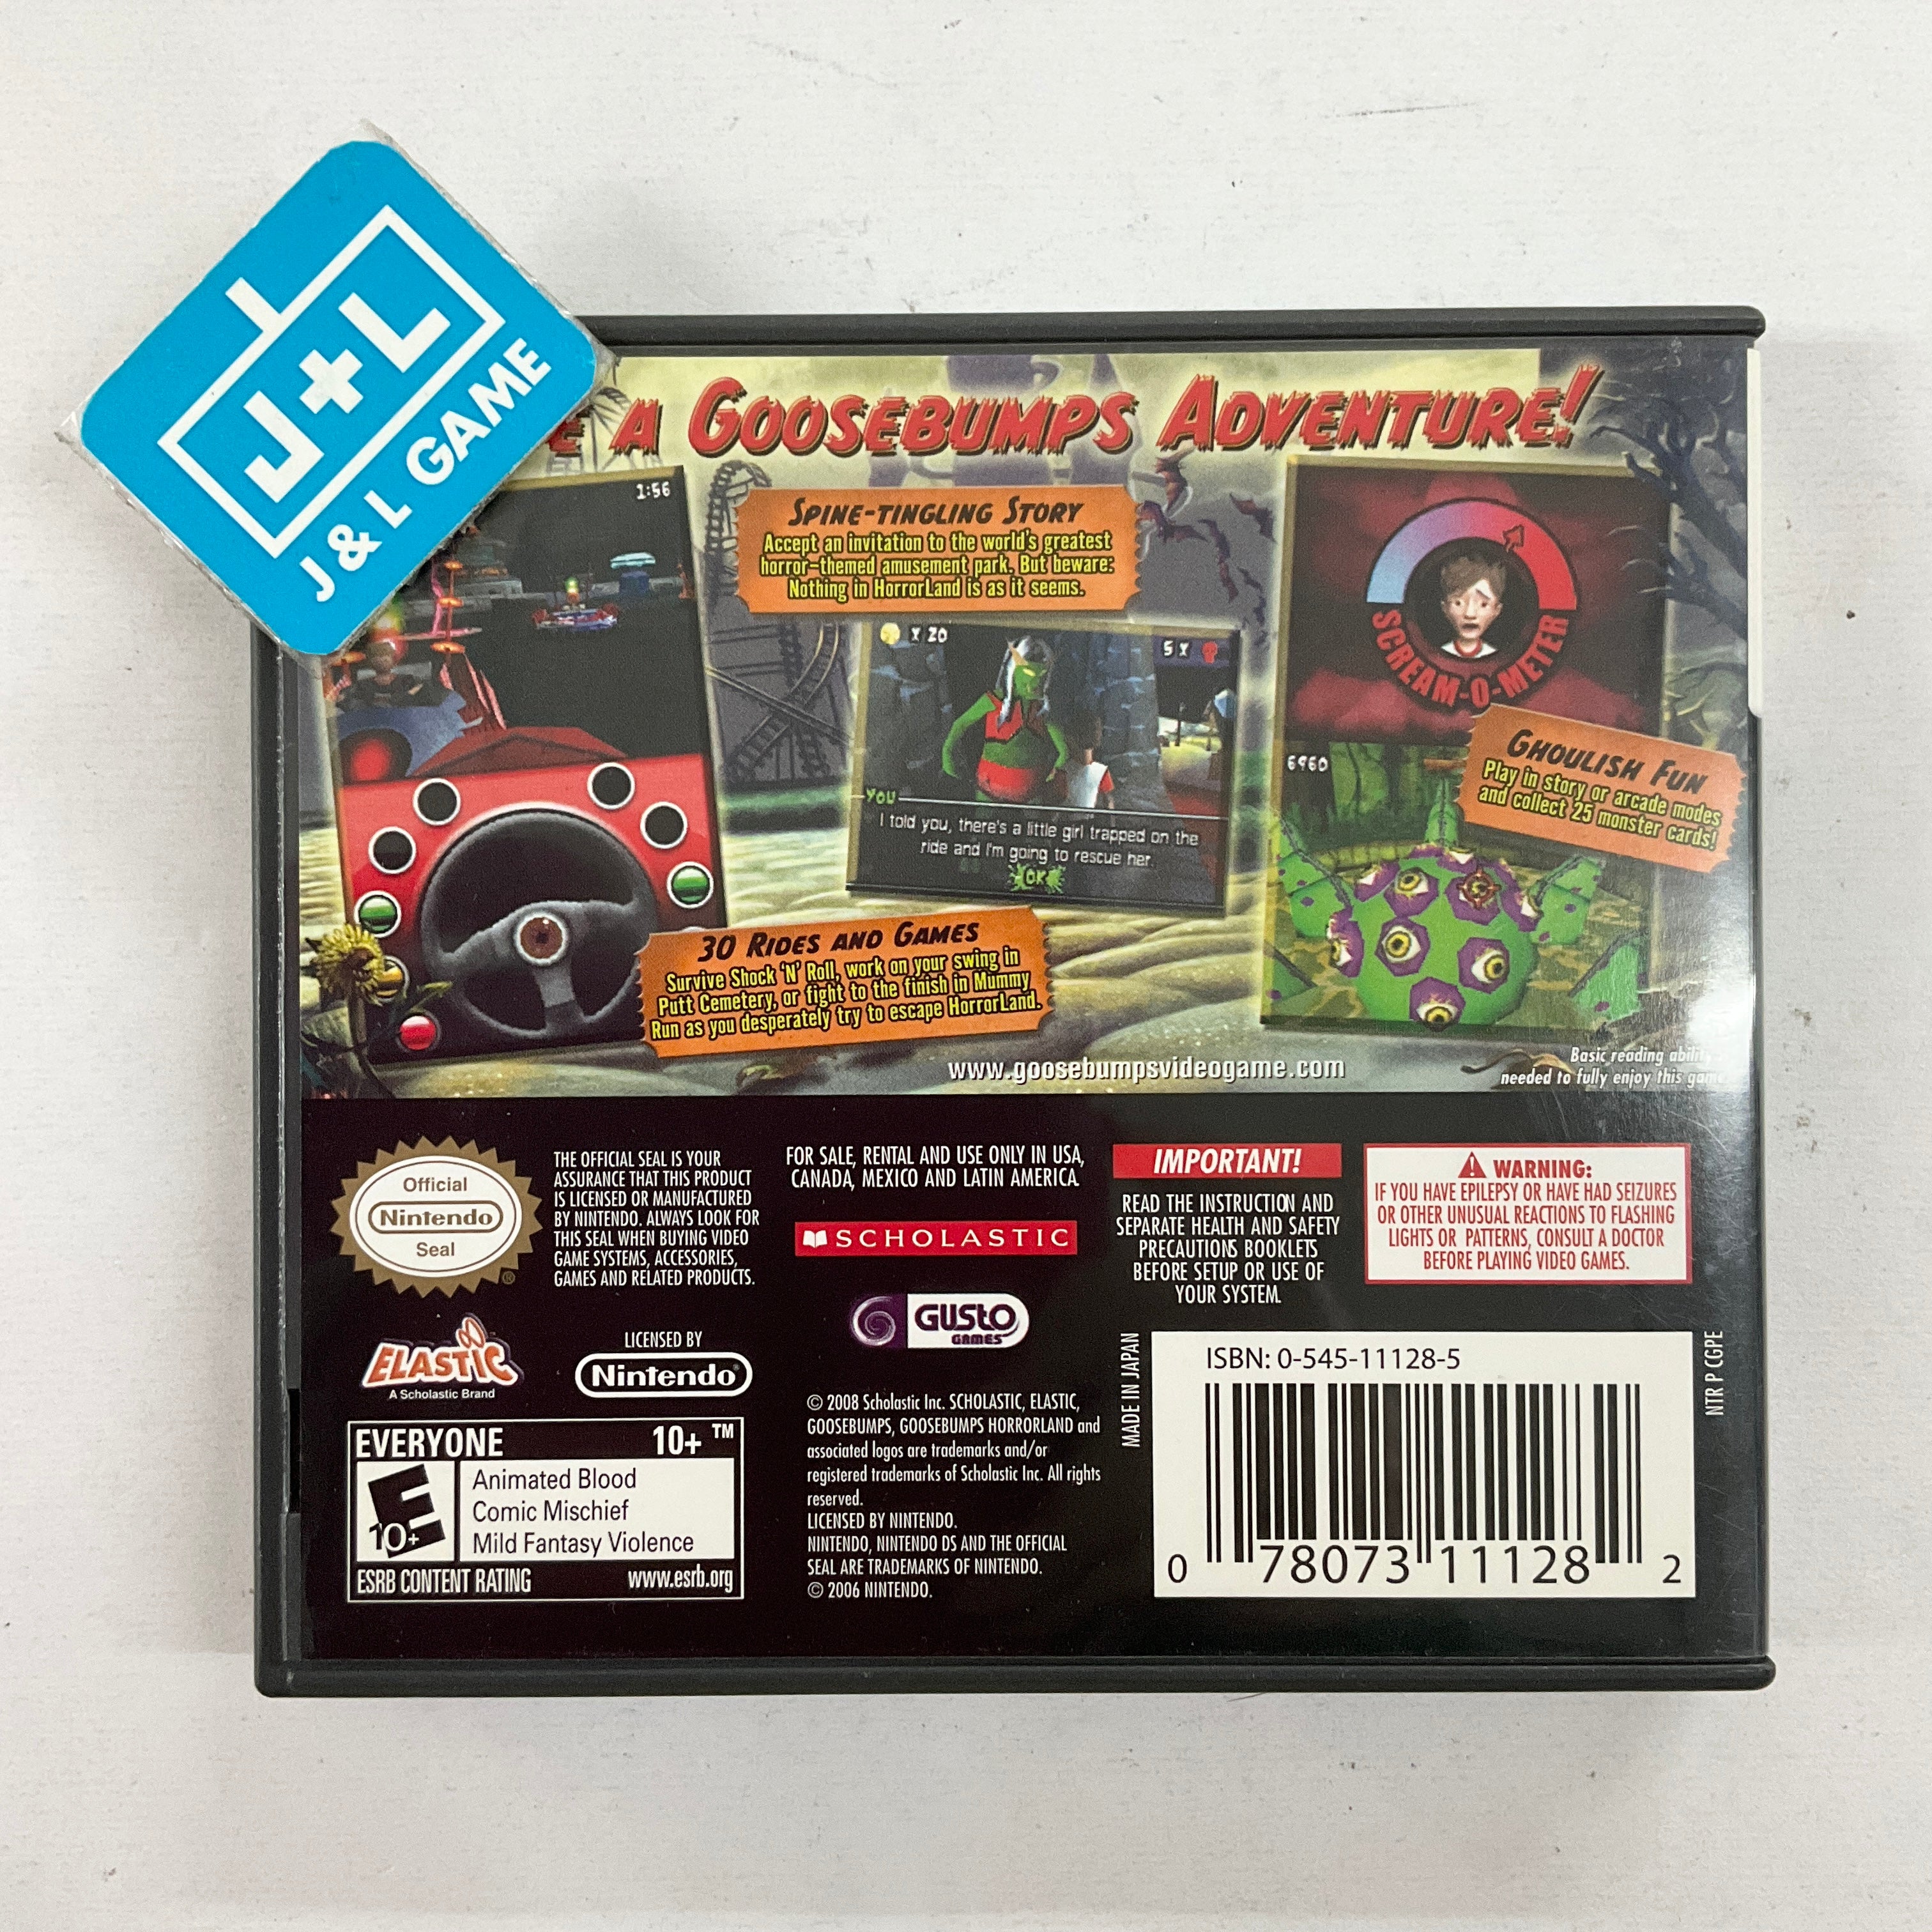 J+L
J&L GAME
A GOOSEBUMPS ADVENTURE!
1:56
SPINE-TINGLING STORY
Accept an invitation to the world's greatest
horror-themed amusement park. But beware:
Nothing in HorrorLand is as it seems.
X 20
5 X
YOU
I told you, there's a little girl trapped on the
ride and I'm going to rescue her.
OK
SCREAM-O-METER
6960
GHOULISH FUN
Play in story or arcade modes
and collect 25 monster cards!
30 RIDES AND GAMES
Survive Shock 'N' Roll, work on your swing in
Putt Cemetery, or fight to the finish in Mummy
Run as you desperately try to escape HorrorLand.
www.goosebumpsvideogame.com
Basic reading
needed to fully enjoy this game
Official
Nintendo
Seal
®
THE OFFICIAL SEAL IS YOUR
ASSURANCE THAT THIS PRODUCT
IS LICENSED OR MANUFACTURED
BY NINTENDO. ALWAYS LOOK FOR
THIS SEAL WHEN BUYING VIDEO
GAME SYSTEMS, ACCESSORIES,
GAMES AND RELATED PRODUCTS.
FOR SALE, RENTAL AND USE ONLY IN USA,
CANADA, MEXICO AND LATIN AMERICA.
SCHOLASTIC
GUSTO
GAMES
IMPORTANT!
READ THE INSTRUCTION AND
SEPARATE HEALTH AND SAFETY
PRECAUTIONS BOOKLETS
BEFORE SETUP OR USE OF
YOUR SYSTEM.
WARNING:
IF YOU HAVE EPILEPSY OR HAVE HAD SEIZURES
OR OTHER UNUSUAL REACTIONS TO FLASHING
LIGHTS OR PATTERNS, CONSULT A DOCTOR
BEFORE PLAYING VIDEO GAMES.
ELASTIC
A Scholastic Brand
LICENSED BY
Nintendo®
EVERYONE 10+ ™
E
10+
Animated Blood
Comic Mischief
Mild Fantasy Violence
ESRB CONTENT RATING www.esrb.org
© 2008 Scholastic Inc. SCHOLASTIC, ELASTIC,
GOOSEBUMPS, GOOSEBUMPS HORRORLAND and
associated logos are trademarks and/or
registered trademarks of Scholastic Inc. All rights
reserved.
LICENSED BY NINTENDO.
NINTENDO, NINTENDO DS AND THE OFFICIAL
SEAL ARE TRADEMARKS OF NINTENDO.
© 2006 NINTENDO.
MADE IN JAPAN
ISBN: 0-545-11128-5
0 78073 11128 2
NTR P CGPE